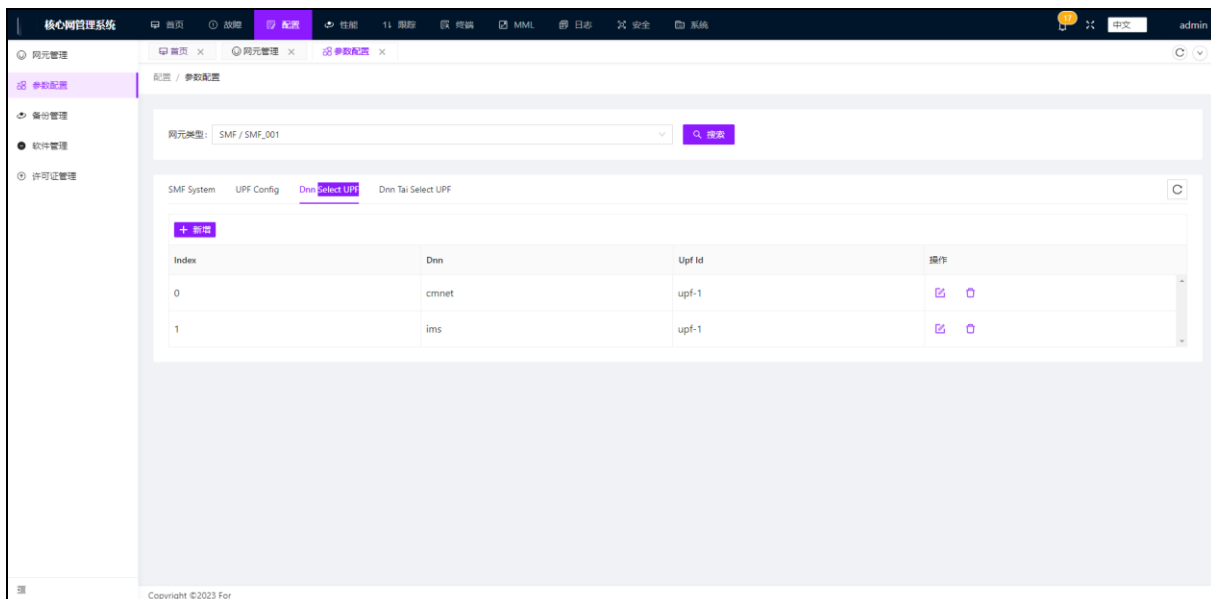 核心网管理系统 首页 故障 配置 性能 跟踪 终端 MML 日志 安全 系统 17 中文 admin
网元管理 首页 网元管理 参数配置
参数配置 配置 / 参数配置
备份管理
网元类型: SMF / SMF_001 搜索
软件管理
许可证管理
SMF System UPF Config Dnn Select UPF Dnn Tai Select UPF
新增
Index Dnn Upf Id 操作
0 cmnet upf-1
1 ims upf-1
Copyright ©2023 For